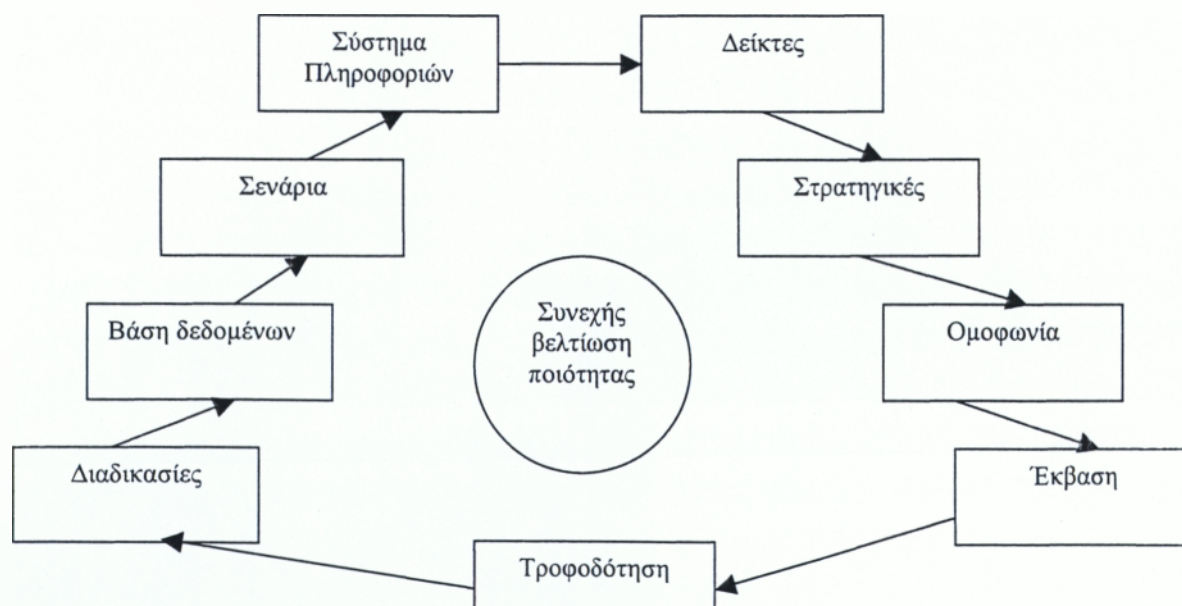 Σύστημα
Πληροφοριών
Δείκτες
Σενάρια
Στρατηγικές
Βάση δεδομένων
Συνεχής
βελτίωση
ποιότητας
Ομοφωνία
Διαδικασίες
Έκβαση
Τροφοδότηση